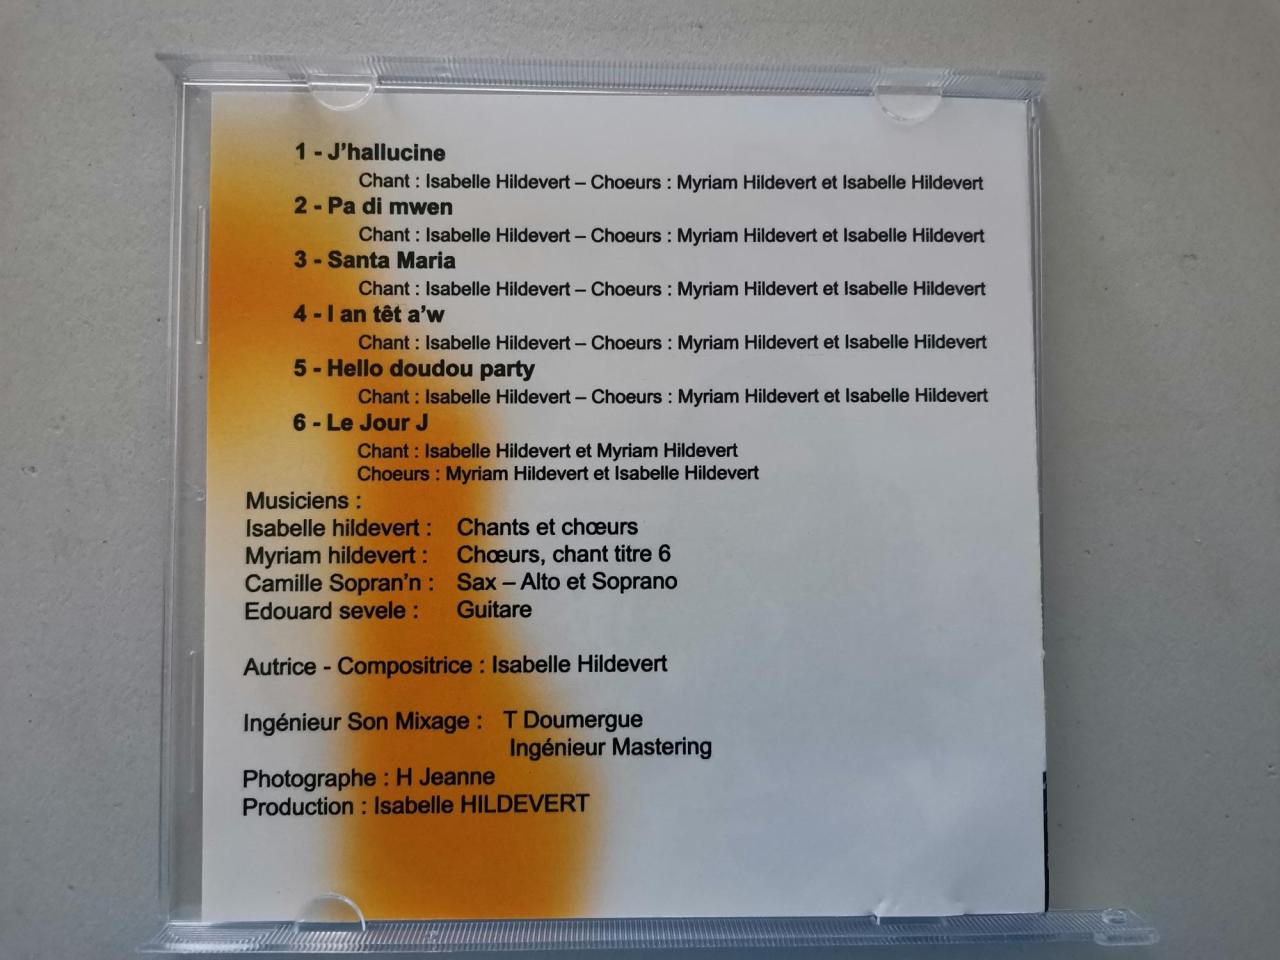 1 - J'hallucine
Chant : Isabelle Hildevert – Choeurs : Myriam Hildevert et Isabelle Hildevert
2 - Pa di mwen
Chant : Isabelle Hildevert – Choeurs : Myriam Hildevert et Isabelle Hildevert
3 - Santa Maria
Chant : Isabelle Hildevert – Choeurs : Myriam Hildevert et Isabelle Hildevert
4 - I an têt a'w
Chant : Isabelle Hildevert – Choeurs : Myriam Hildevert et Isabelle Hildevert
5 - Hello doudou party
Chant : Isabelle Hildevert – Choeurs : Myriam Hildevert et Isabelle Hildevert
6 - Le Jour J
Chant : Isabelle Hildevert et Myriam Hildevert
Choeurs : Myriam Hildevert et Isabelle Hildevert
Musiciens :
Isabelle hildevert : Chants et chœurs
Myriam hildevert : Chœurs, chant titre 6
Camille Sopran'n : Sax – Alto et Soprano
Edouard sevele : Guitare
Autrice - Compositrice : Isabelle Hildevert
Ingénieur Son Mixage : T Doumergue
Ingénieur Mastering
Photographe : H Jeanne
Production : Isabelle HILDEVERT